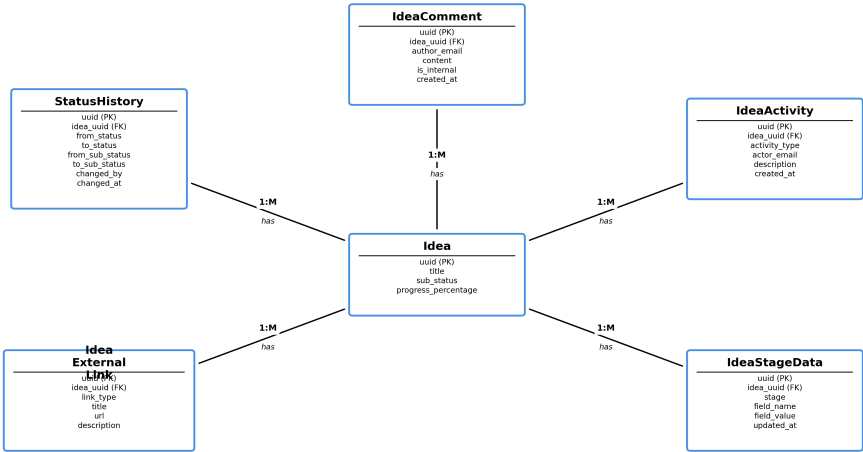 IdeaComment
uuid (PK)
idea_uuid (FK)
author_email
content
is_internal
created_at
StatusHistory
uuid (PK)
idea_uuid (FK)
from_status
to_status
from_sub_status
to_sub_status
changed_by
changed_at
IdeaActivity
uuid (PK)
idea_uuid (FK)
activity_type
actor_email
description
created_at
1:M
has
1:M
has
1:M
has
Idea
uuid (PK)
title
sub_status
progress_percentage
1:M
has
1:M
has
Idea
External
Link
uuid (PK)
idea_uuid (FK)
link_type
title
url
description
IdeaStageData
uuid (PK)
idea_uuid (FK)
stage
field_name
field_value
updated_at